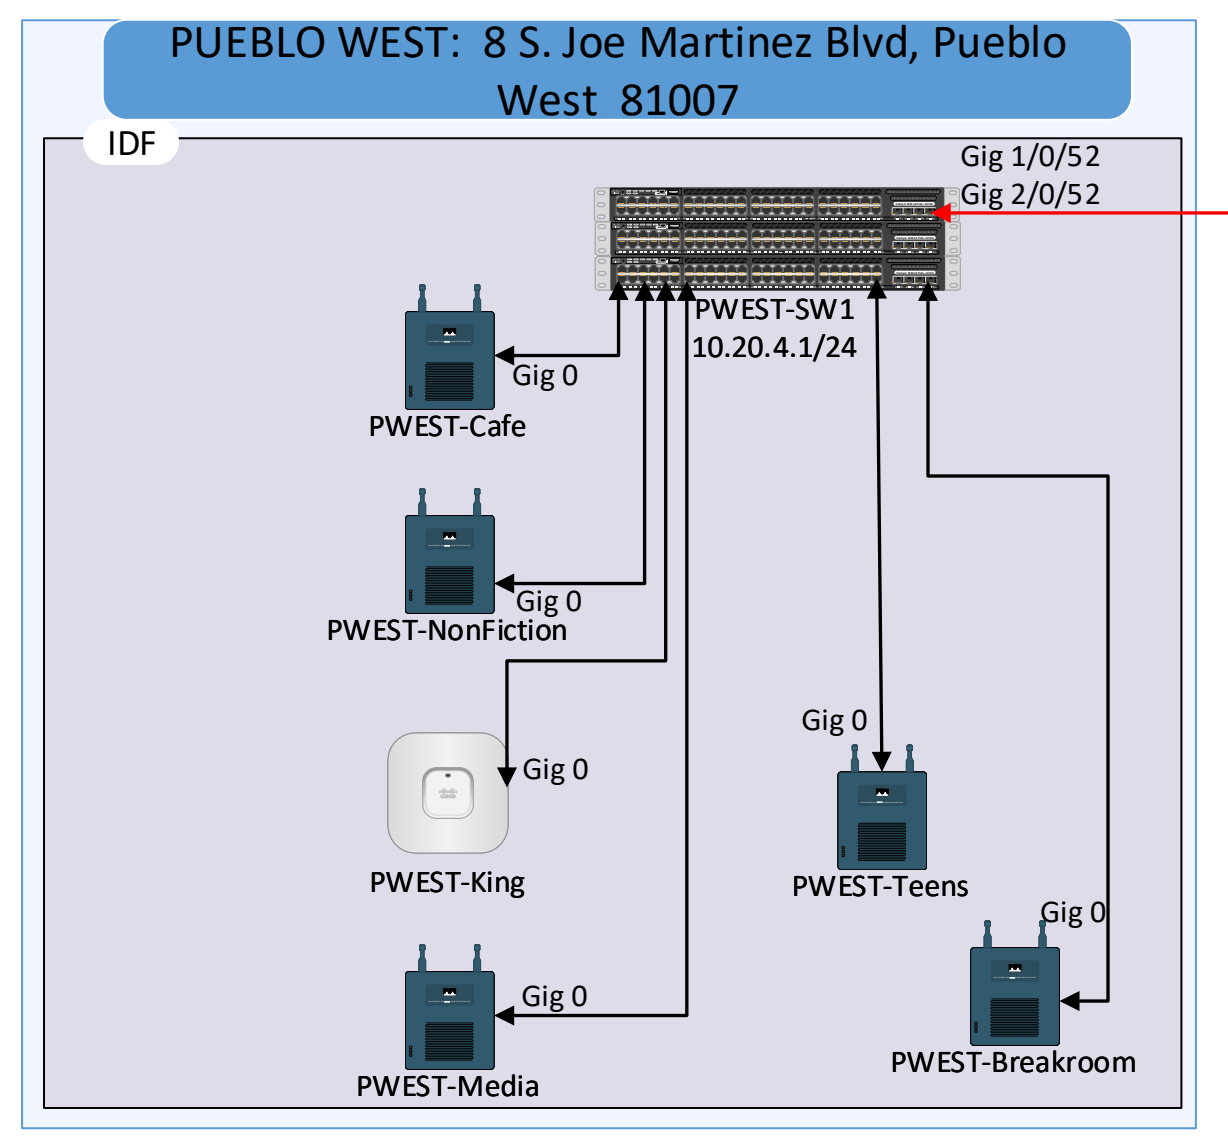 PUEBLO WEST:  8 S. Joe Martinez Blvd, Pueblo
West  81007
IDF
Gig 1/0/52
Gig 2/0/52
PWEST-SW1
10.20.4.1/24
Gig 0
PWEST-Cafe
Gig 0
PWEST-NonFiction
Gig 0
PWEST-King
Gig 0
PWEST-Teens
Gig 0
PWEST-Media
Gig 0
PWEST-Breakroom